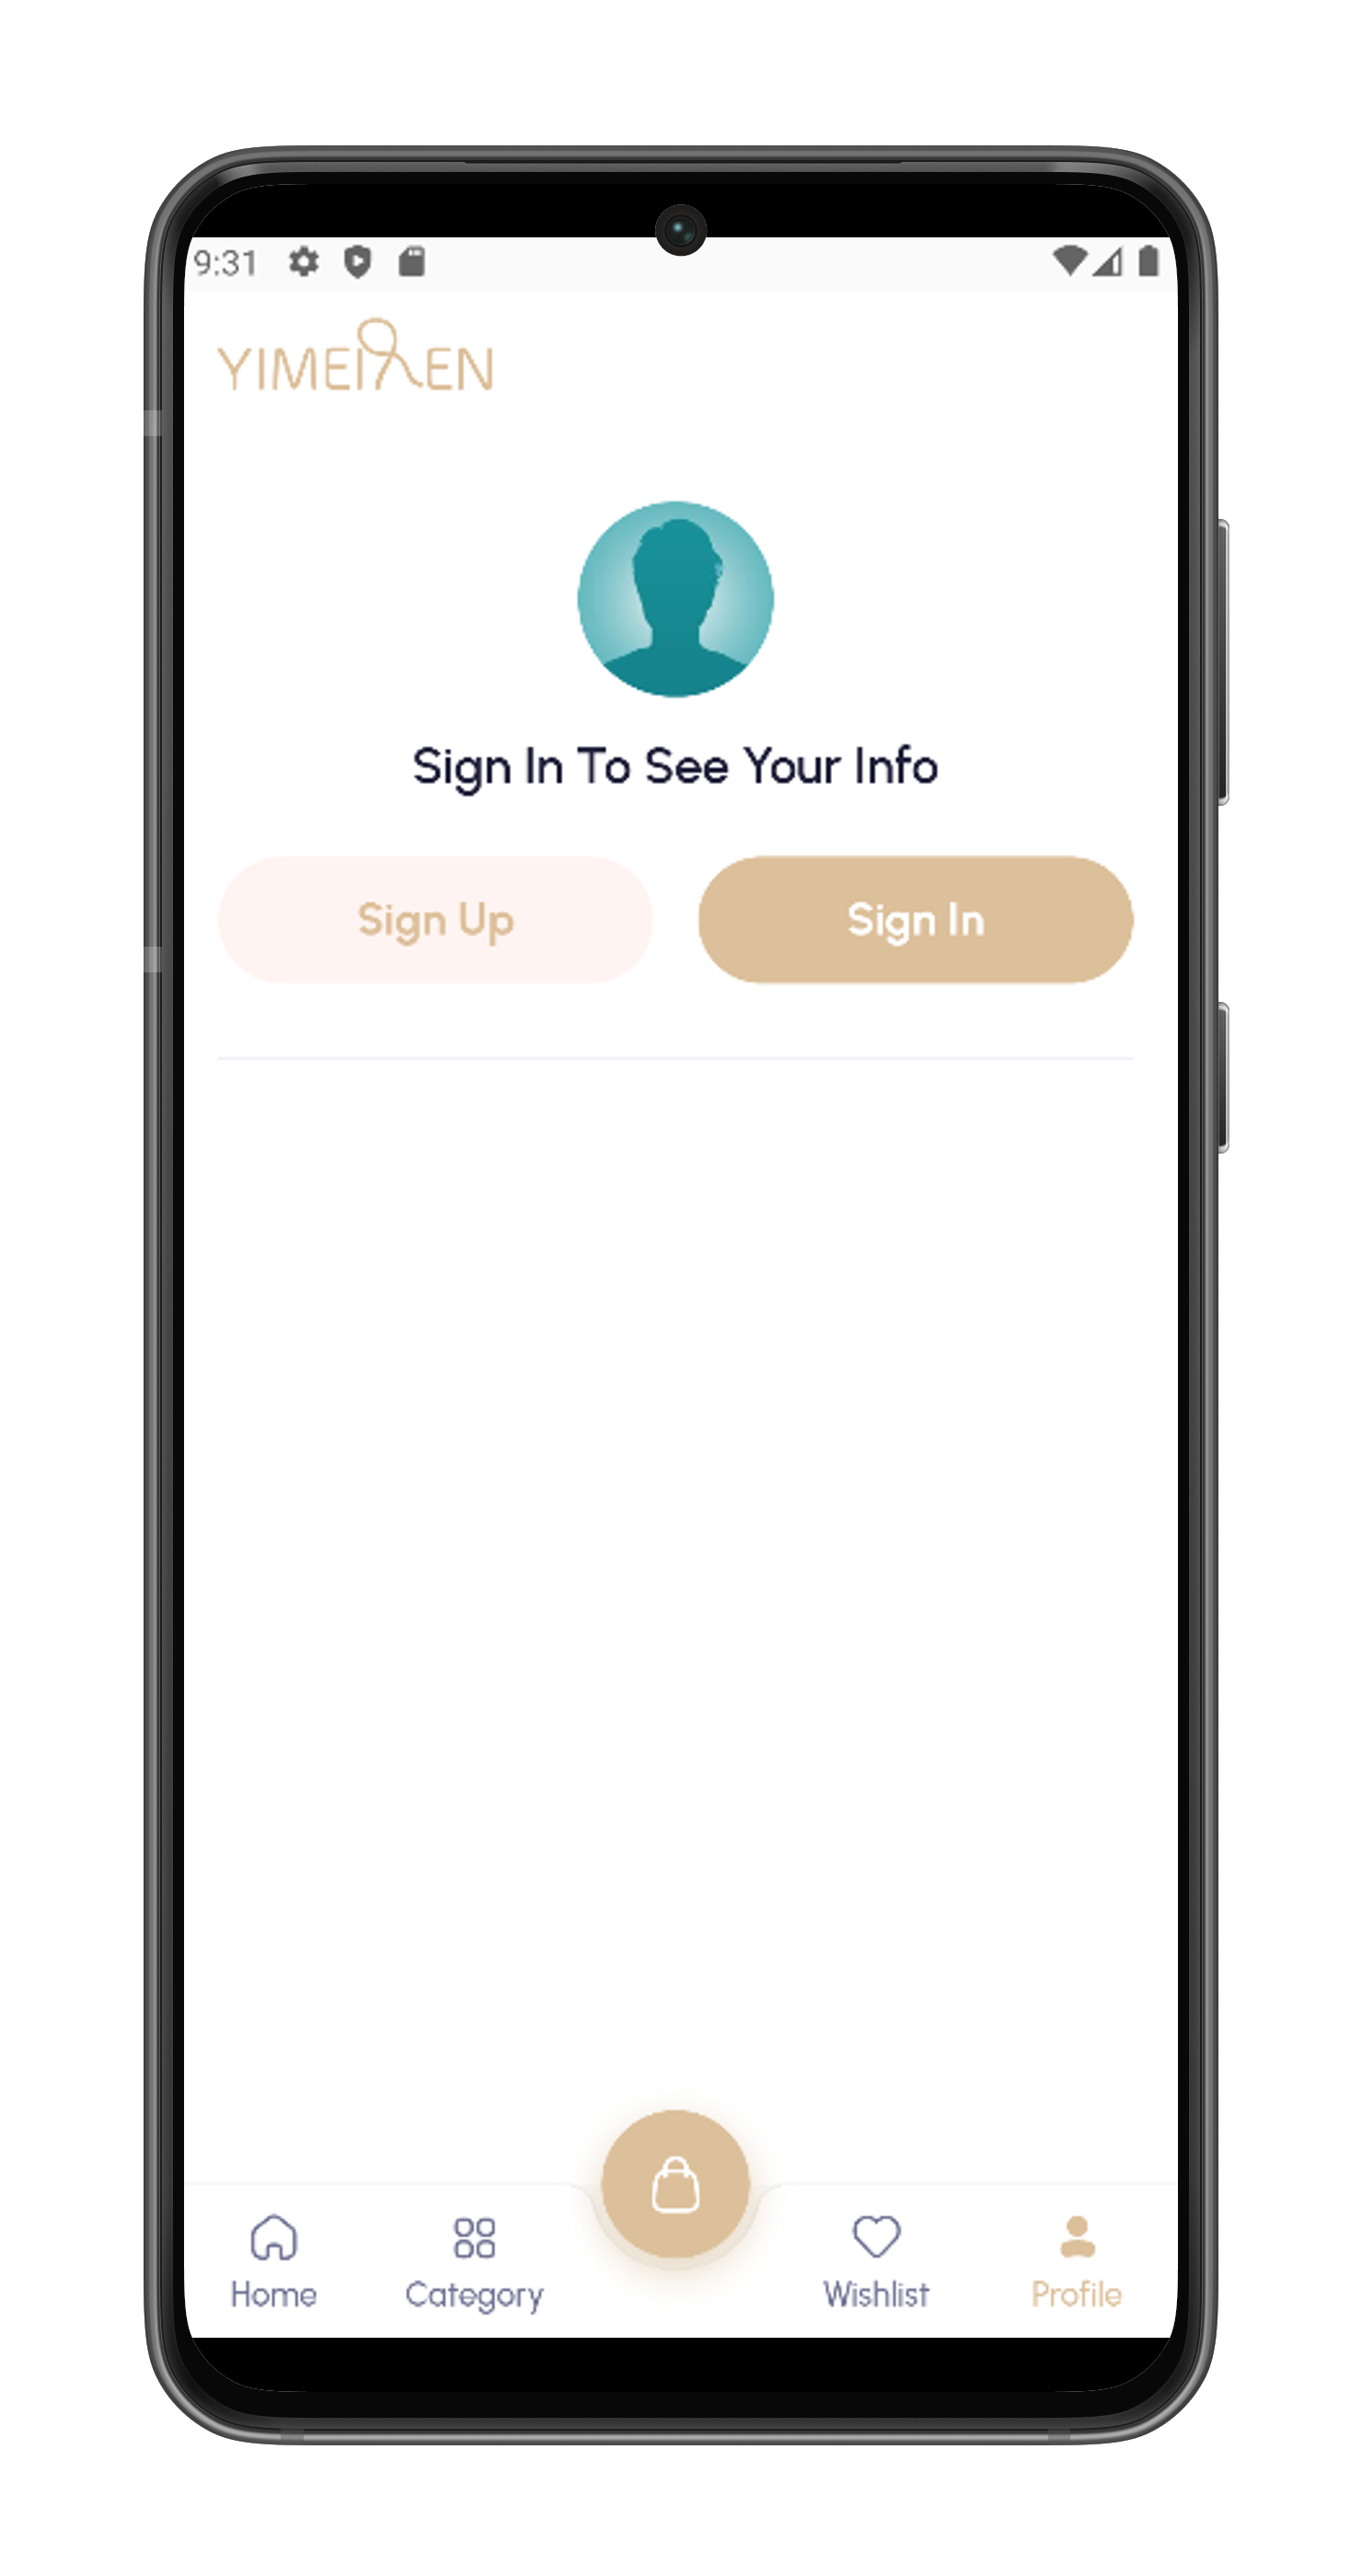 9:31
YIMEIREN
Sign In To See Your Info
Sign Up
Sign In
Home
Category
Wishlist
Profile